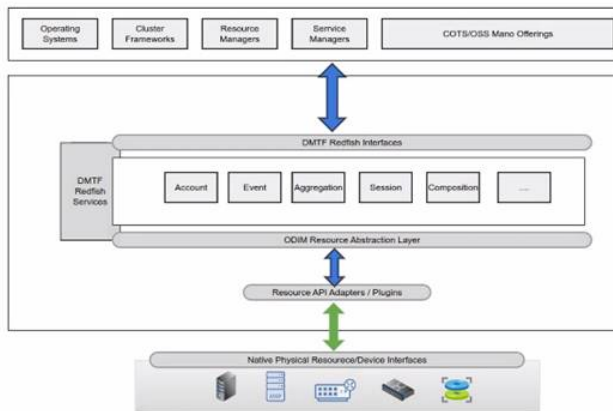 Operating
Systems
Cluster
Frameworks
Resource
Managers
Service
Managers
COTS/OSS Mano Offerings
DMTF Redfish Interfaces
DMTF
Redfish
Services
Account
Event
Aggregation
Session
Composition
....
ODIM Resource Abstraction Layer
Resource API Adapters / Plugins
Native Physical Resourece/Device Interfaces